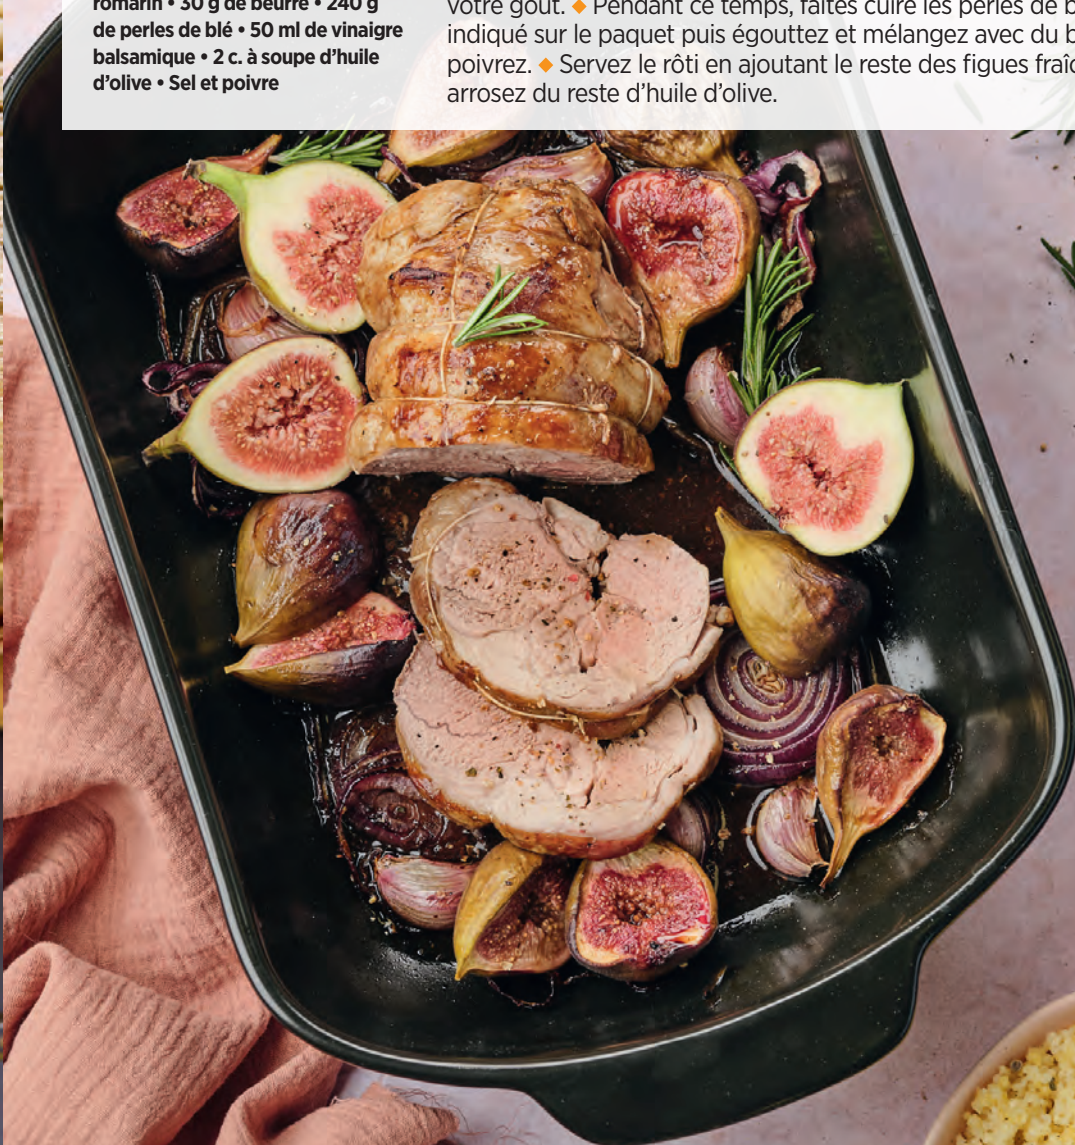 romarin • 30 g de beurre • 240 g
de perles de blé • 50 ml de vinaigre
balsamique • 2 c. à soupe d’huile
d’olive • Sel et poivre
votre goût. ◆ Pendant ce temps, faites cuire les perles de b
indiqué sur le paquet puis égouttez et mélangez avec du b
poivrez. ◆ Servez le rôti en ajoutant le reste des figues fraîc
arrosez du reste d’huile d’olive.